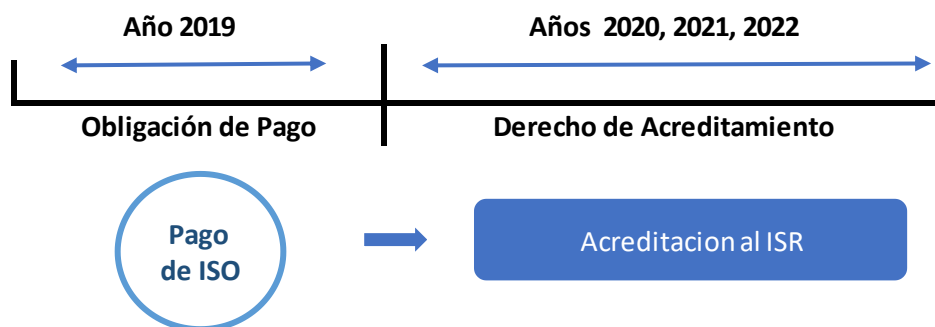 Año 2019
Años 2020, 2021, 2022
Obligación de Pago
Derecho de Acreditamiento
Pago
de ISO
Acreditacion al ISR